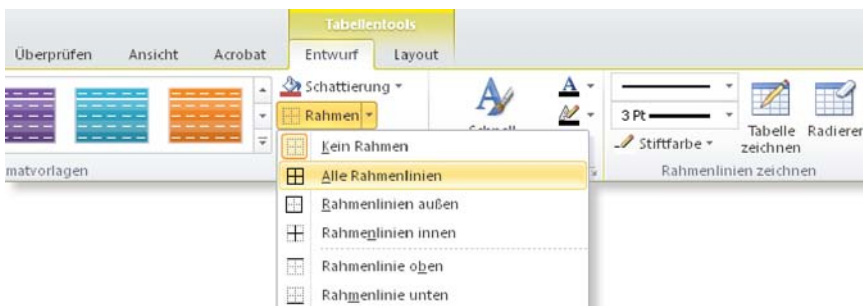 Tabellentools
Überprüfen Ansicht Acrobat Entwurf Layout
Schattierung
Rahmen
3 Pt
Stiftfarbe
Tabelle zeichnen
Radierer
matvorlagen
Rahmenlinien zeichnen
Kein Rahmen
Alle Rahmenlinien
Rahmenlinien außen
Rahmenlinien innen
Rahmenlinie oben
Rahmenlinie unten